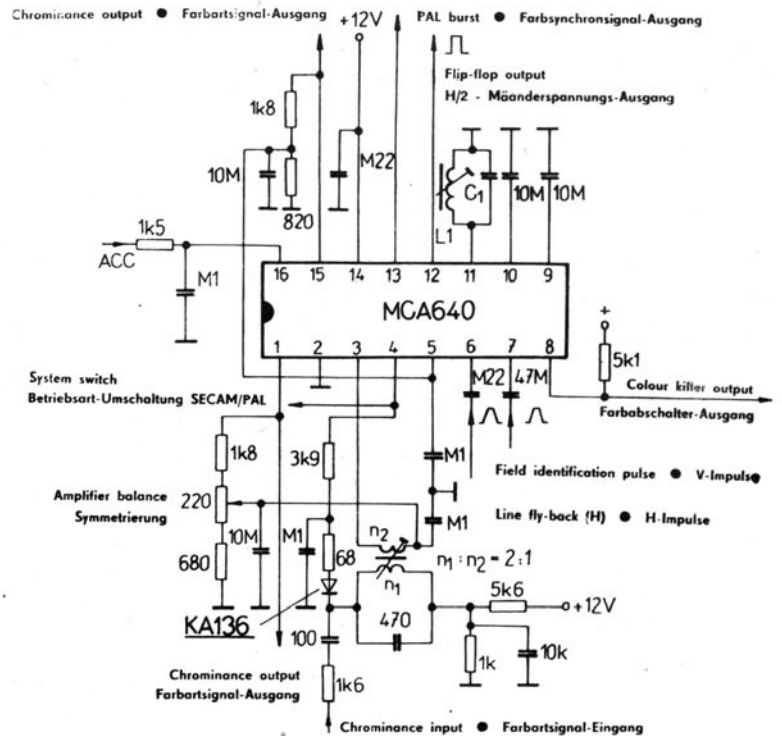 Chrominance output ● Farbartsignal-Ausgang
+12V
PAL burst ● Farbsynchronsignal-Ausgang
Flip-flop output
H/2 - Mäanderspannungs-Ausgang
1k8
10M
820
M22
L1
C1
10M
10M
1k5
ACC
M1
16 15 14 13 12 11 10 9
MCA640
1 2 3 4 5 6 7 8
+
5k1
M22
47M
Colour killer output
Farbabschalter-Ausgang
System switch
Betriebsart-Umschaltung SECAM/PAL
1k8
3k9
M1
Field identification pulse ● V-Impulse
Amplifier balance
Symmetrierung
220
10M
680
M1
68
n2
M1
Line fly-back (H) ● H-Impulse
n1 : n2 = 2:1
n1
KA136
470
5k6
+12V
100
1k
10k
Chrominance output
Farbartsignal-Ausgang
1k6
Chrominance input ● Farbartsignal-Eingang